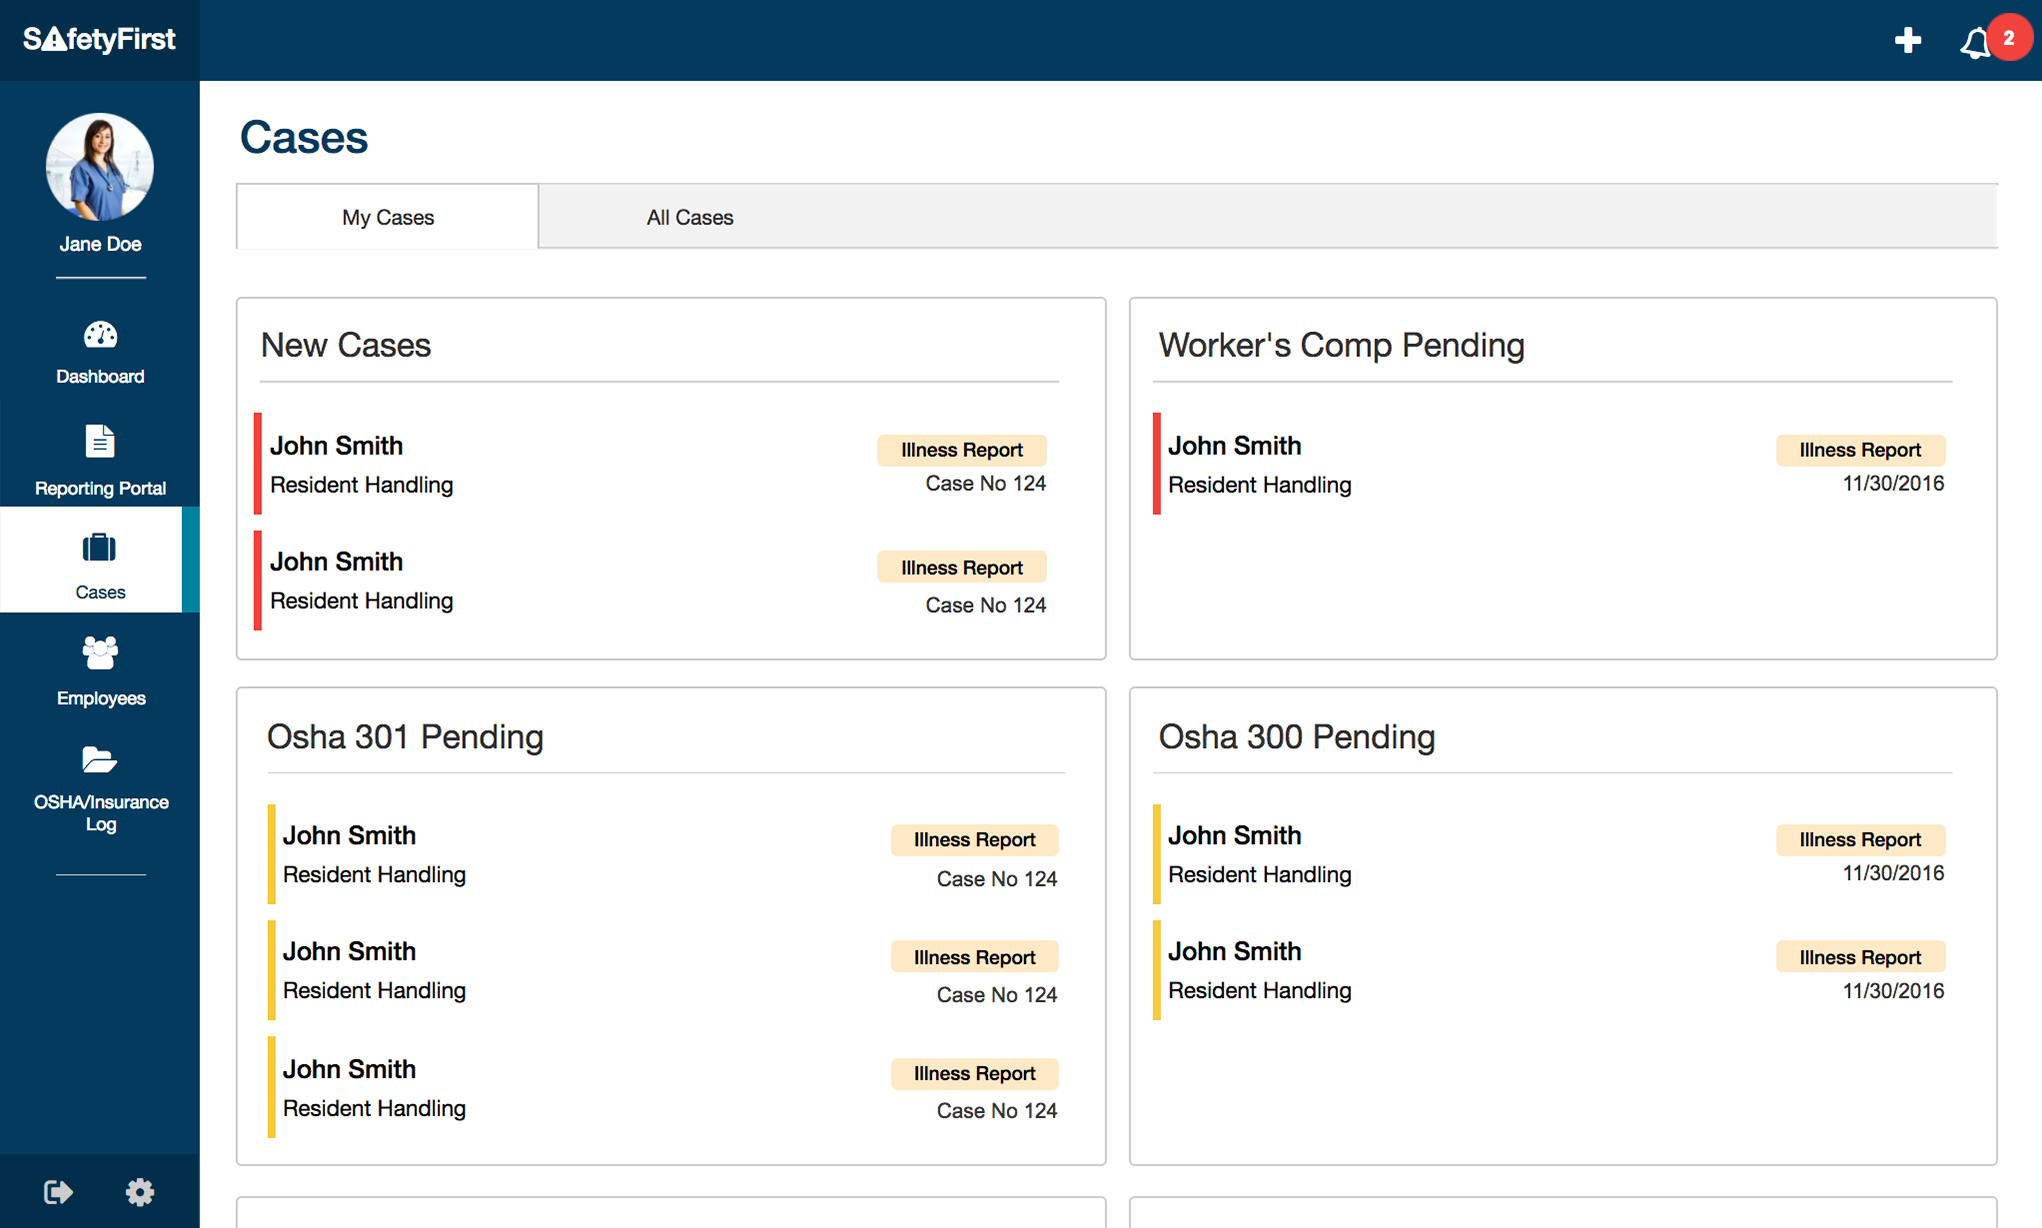 SAfetyFirst
2
Jane Doe
Dashboard
Reporting Portal
Cases
Employees
OSHA/Insurance
Log
Cases
My Cases
All Cases
New Cases
John Smith
Illness Report
Resident Handling
Case No 124
John Smith
Illness Report
Resident Handling
Case No 124
Worker's Comp Pending
John Smith
Illness Report
Resident Handling
11/30/2016
Osha 301 Pending
John Smith
Illness Report
Resident Handling
Case No 124
John Smith
Illness Report
Resident Handling
Case No 124
John Smith
Illness Report
Resident Handling
Case No 124
Osha 300 Pending
John Smith
Illness Report
Resident Handling
11/30/2016
John Smith
Illness Report
Resident Handling
11/30/2016